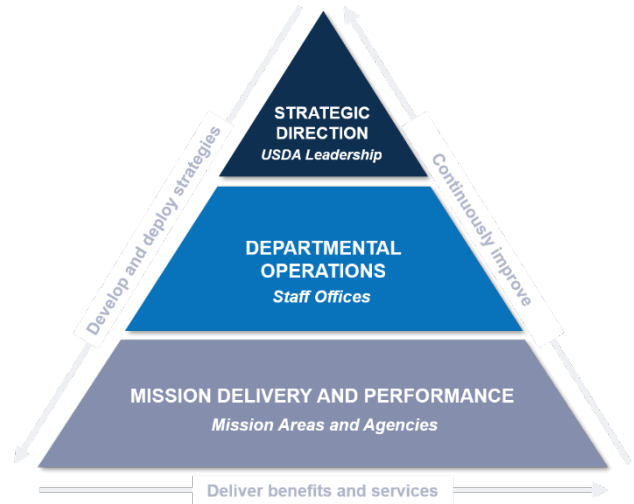 STRATEGIC
DIRECTION
USDA Leadership
Develop and deploy strategies
Continuously improve
DEPARTMENTAL
OPERATIONS
Staff Offices
MISSION DELIVERY AND PERFORMANCE
Mission Areas and Agencies
Deliver benefits and services